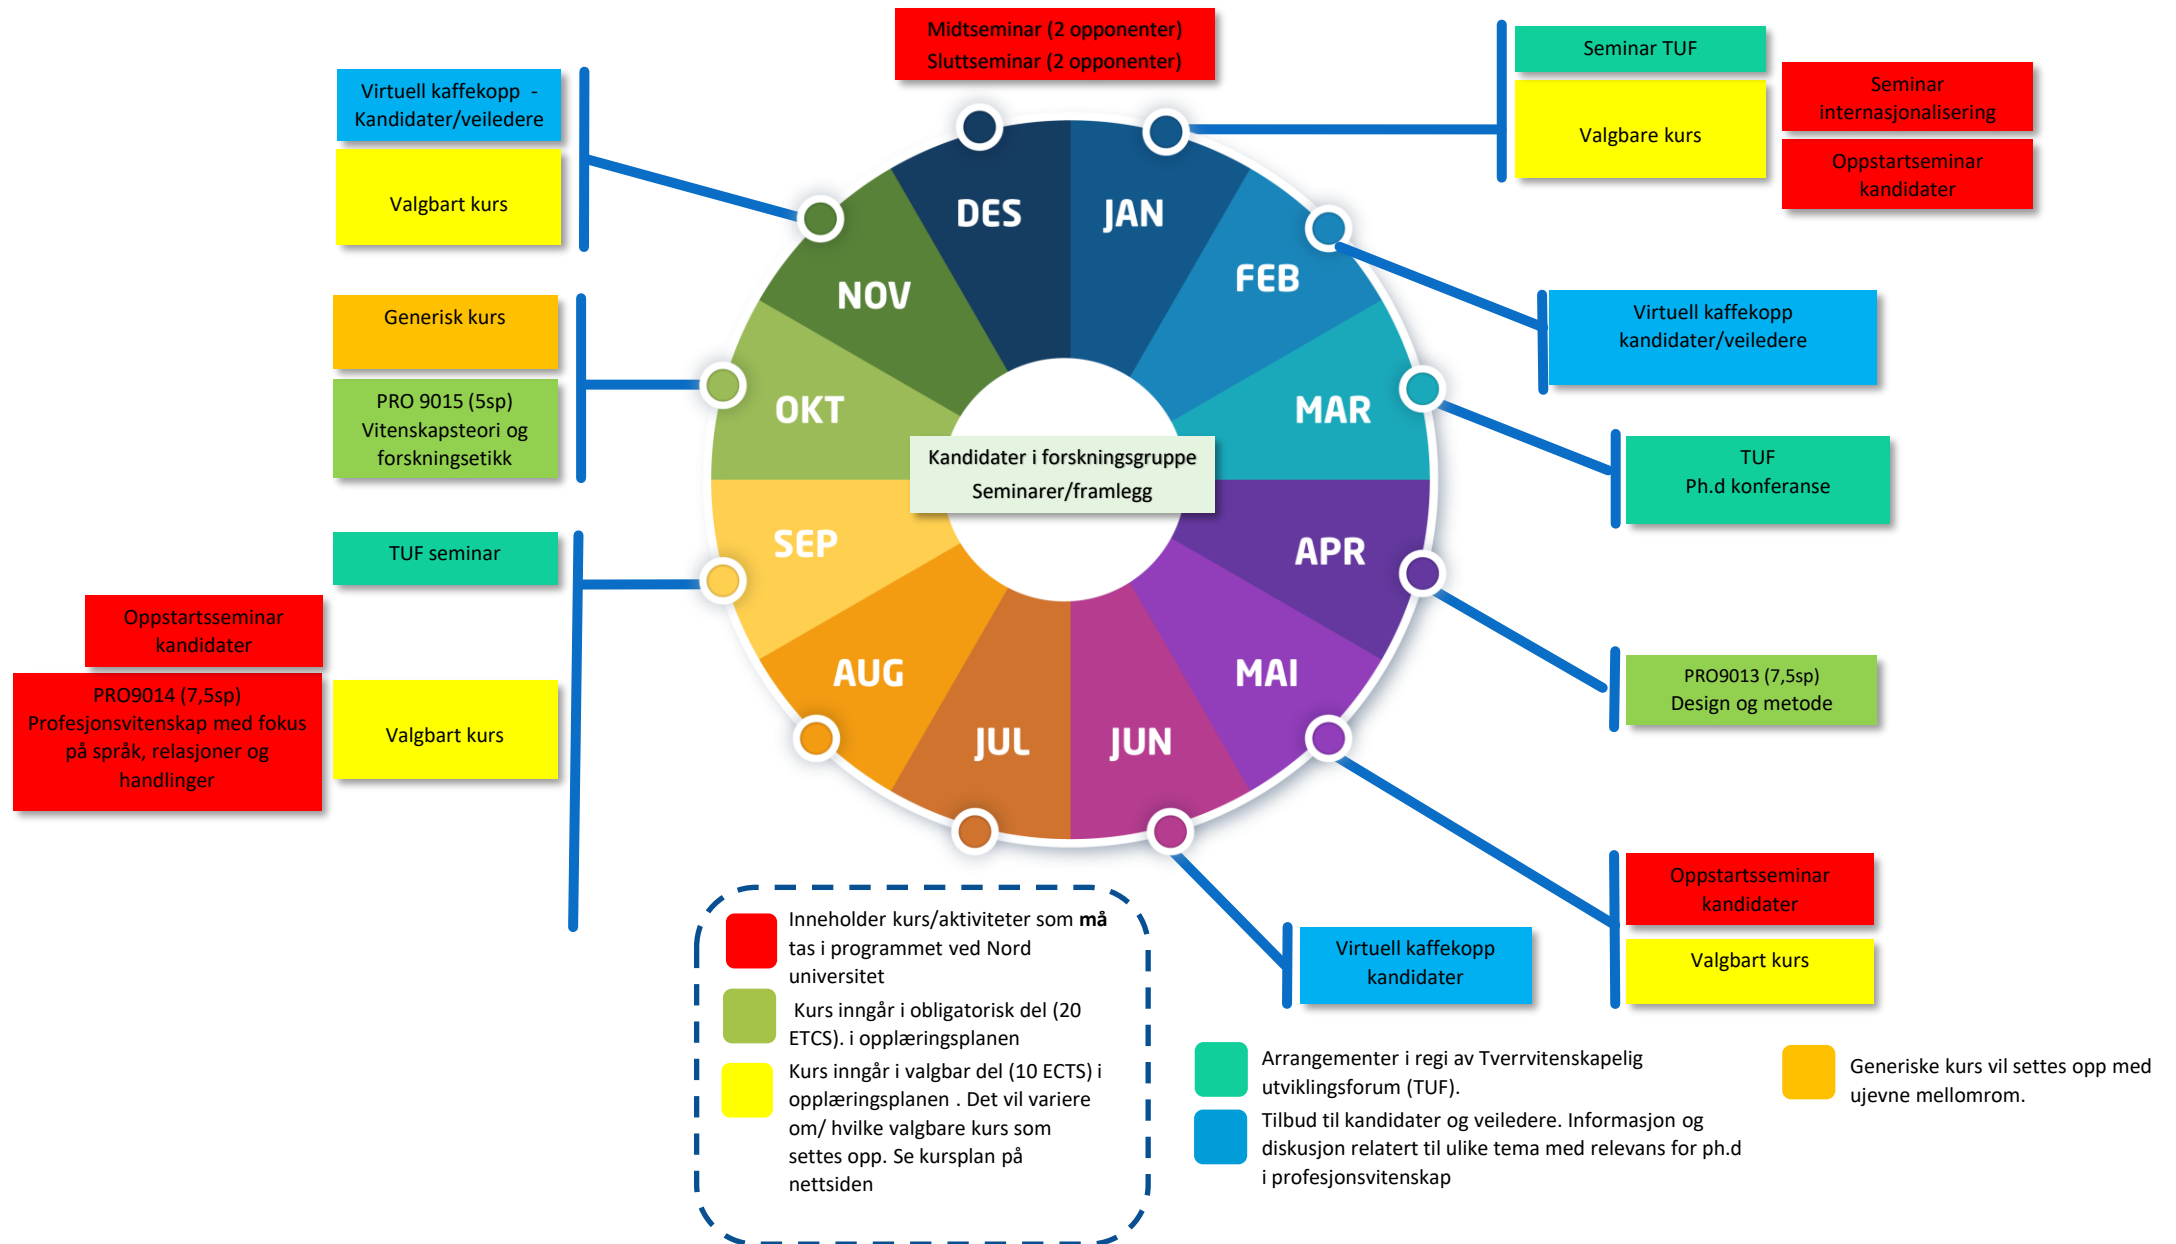 Midtseminar (2 opponenter)
Sluttseminar (2 opponenter)
Seminar TUF
Valgbare kurs
Seminar
internasjonalisering
Oppstartseminar
kandidater
Virtuell kaffekopp -
Kandidater/veiledere
Valgbart kurs
DES
JAN
NOV
FEB
OKT
MAR
SEP
APR
AUG
MAI
JUL
JUN
Virtuell kaffekopp
kandidater/veiledere
Generisk kurs
PRO 9015 (5sp)
Vitenskapsteori og
forskningsetikk
Kandidater i forskningsgruppe
Seminarer/framlegg
TUF
Ph.d konferanse
TUF seminar
Oppstartsseminar
kandidater
PRO9014 (7,5sp)
Profesjonsvitenskap med fokus
på språk, relasjoner og
handlinger
Valgbart kurs
PRO9013 (7,5sp)
Design og metode
Oppstartsseminar
kandidater
Valgbart kurs
Virtuell kaffekopp
kandidater
Inneholder kurs/aktiviteter som må
tas i programmet ved Nord
universitet
Kurs inngår i obligatorisk del (20
ETCS). i opplæringsplanen
Kurs inngår i valgbar del (10 ECTS) i
opplæringsplanen . Det vil variere
om/ hvilke valgbare kurs som
settes opp. Se kursplan på
nettsiden
Arrangementer i regi av Tverrvitenskapelig
utviklingsforum (TUF).
Tilbud til kandidater og veiledere. Informasjon og
diskusjon relatert til ulike tema med relevans for ph.d
i profesjonsvitenskap
Generiske kurs vil settes opp med
ujevne mellomrom.